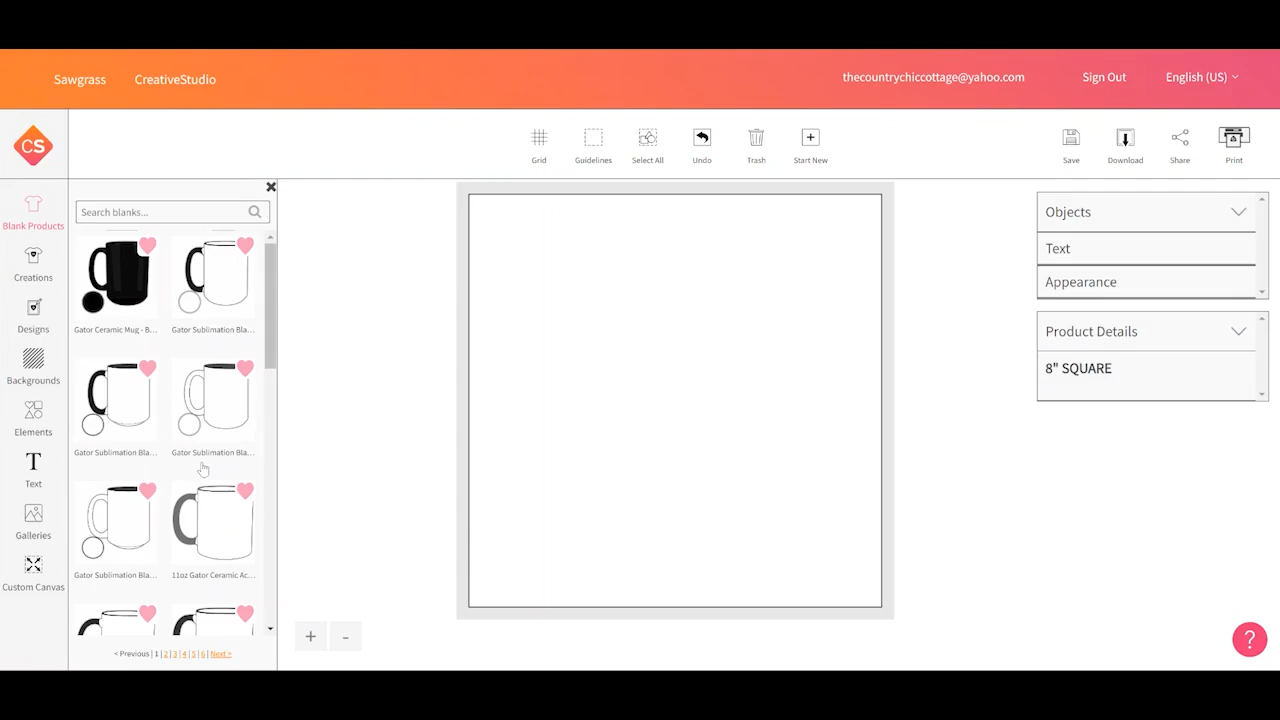 Sawgrass
CreativeStudio
thecountrychiccottage@yahoo.com
Sign Out
English (US)
CS
Grid
Guidelines
Select All
Undo
Trash
Start New
Save
Download
Share
Print
Blank Products
Creations
Designs
Backgrounds
Elements
T
Text
Galleries
Custom Canvas
Search blanks...
Gator Ceramic Mug - B...
Gator Sublimation Bla...
Gator Sublimation Bla...
Gator Sublimation Bla...
Gator Sublimation Bla...
11oz Gator Ceramic Ac...
< Previous | 1 | 2 | 3 | 4 | 5 | 6 | Next >
+
-
Objects
Text
Appearance
Product Details
8" SQUARE
?